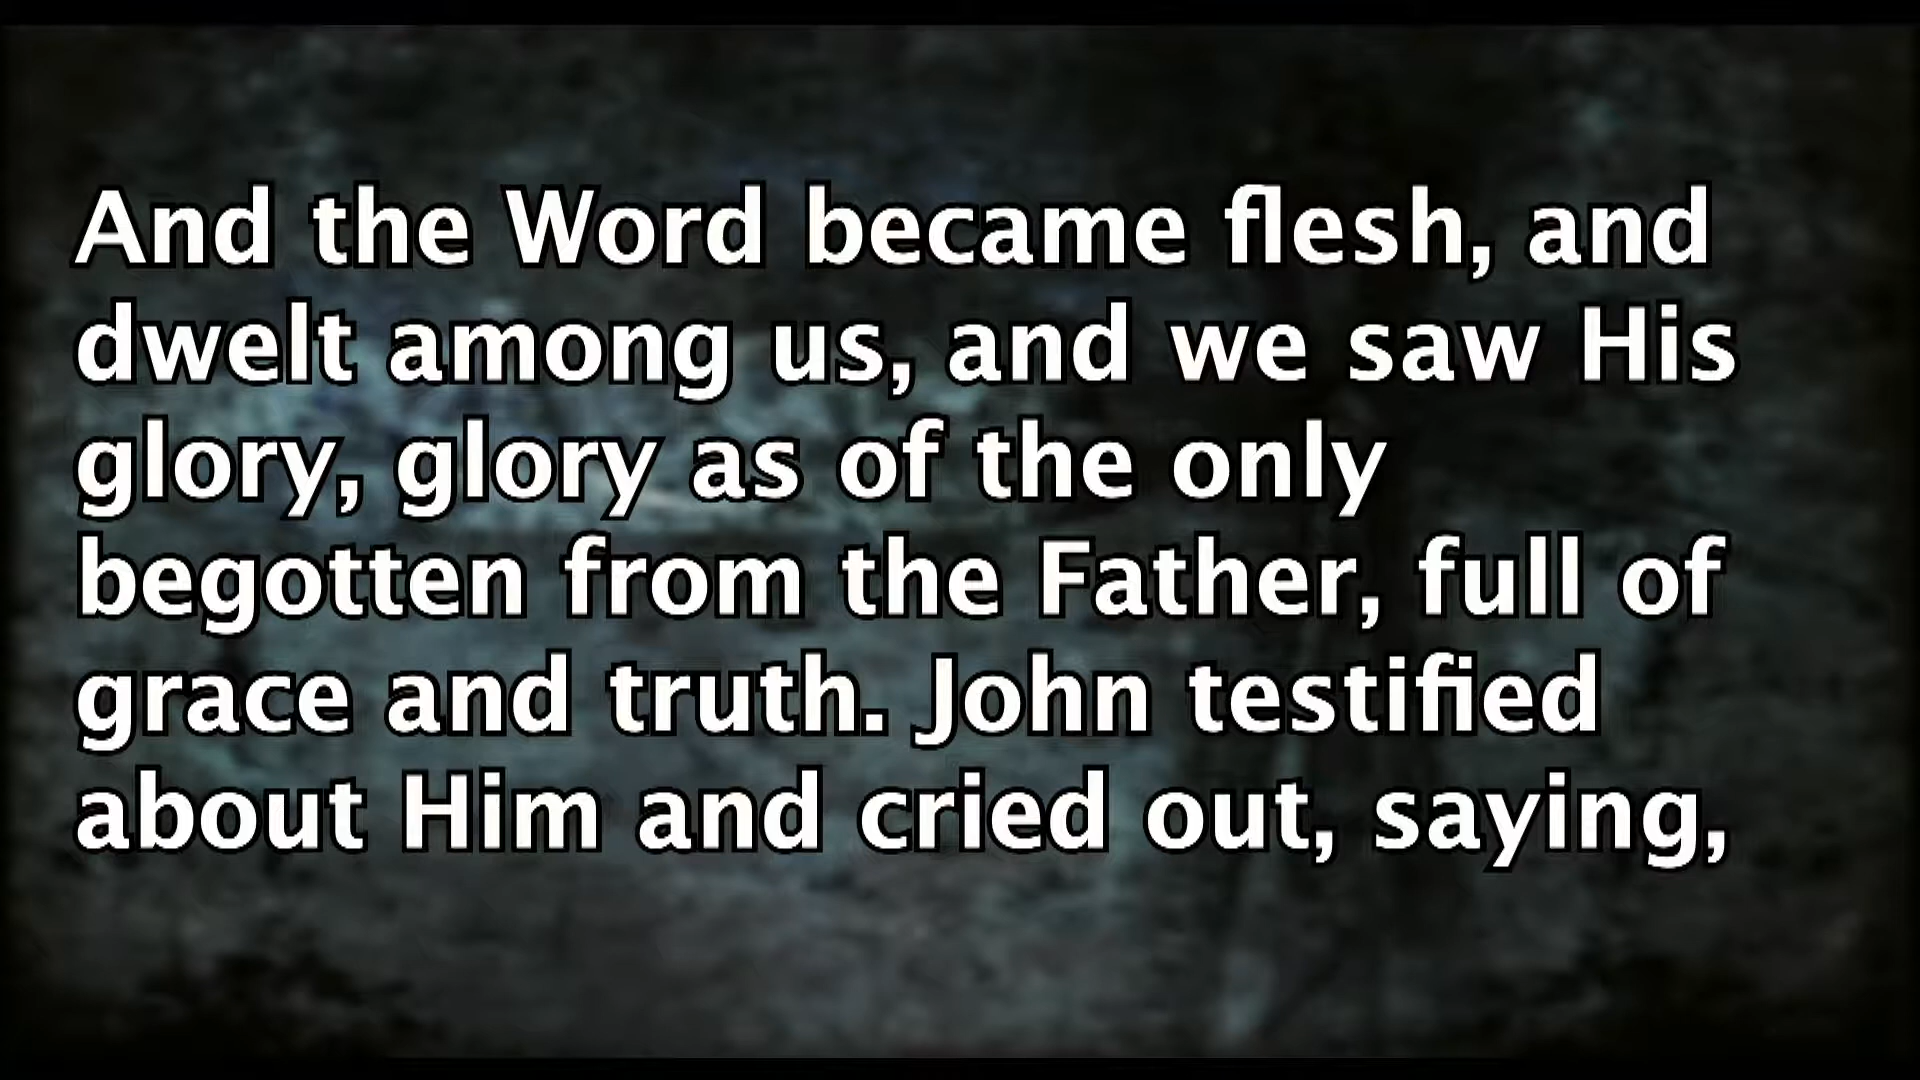 And the Word became flesh, and
dwelt among us, and we saw His
glory, glory as of the only
begotten from the Father, full of
grace and truth. John testified
about Him and cried out, saying,